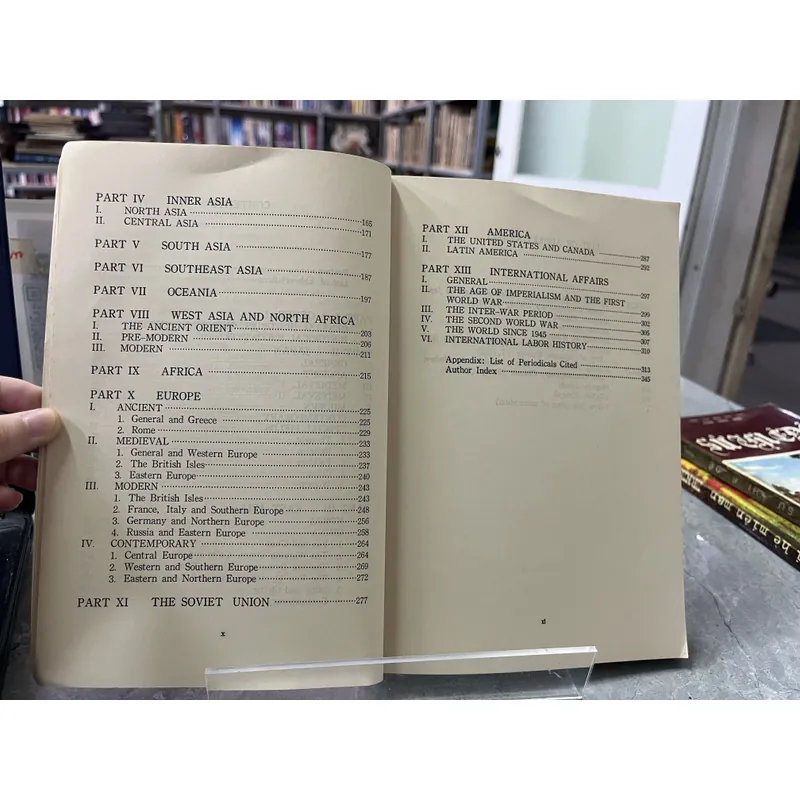 PART IV INNER ASIA
I. NORTH ASIA ········ 165
II. CENTRAL ASIA ········ 171
PART V SOUTH ASIA ········ 177
PART VI SOUTHEAST ASIA ········ 187
PART VII OCEANIA ········ 197
PART VIII WEST ASIA AND NORTH AFRICA
I. THE ANCIENT ORIENT ········ 203
II. PRE-MODERN ········ 206
III. MODERN ········ 211
PART IX AFRICA ········ 215
PART X EUROPE
I. ANCIENT ········ 225
1. General and Greece ········ 225
2. Rome ········ 229
II. MEDIEVAL ········ 233
1. General and Western Europe ········ 233
2. The British Isles ········ 237
3. Eastern Europe ········ 240
III. MODERN ········ 243
1. The British Isles ········ 243
2. France, Italy and Southern Europe ········ 248
3. Germany and Northern Europe ········ 256
4. Russia and Eastern Europe ········ 258
IV. CONTEMPORARY ········ 264
1. Central Europe ········ 264
2. Western and Southern Europe ········ 269
3. Eastern and Northern Europe ········ 272
PART XI THE SOVIET UNION ········ 277
x
PART XII AMERICA
I. THE UNITED STATES AND CANADA ········ 287
II. LATIN AMERICA ········ 292
PART XIII INTERNATIONAL AFFAIRS
I. GENERAL ········ 297
II. THE AGE OF IMPERIALISM AND THE FIRST
WORLD WAR ········ 299
III. THE INTER-WAR PERIOD ········ 299
IV. THE SECOND WORLD WAR ········ 302
V. THE WORLD SINCE 1945 ········ 305
VI. INTERNATIONAL LABOR HISTORY ········ 310
Appendix: List of Periodicals Cited ········ 313
Author Index ········ 345
xi